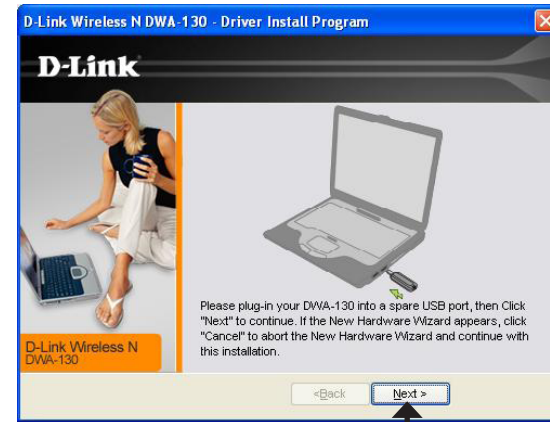 D-Link Wireless N DWA-130 - Driver Install Program
D-Link
Please plug-in your DWA-130 into a spare USB port, then Click
"Next" to continue. If the New Hardware Wizard appears, click
"Cancel" to abort the New Hardware Wizard and continue with
this installation.
D-Link Wireless N
DWA-130
<Back
Next >